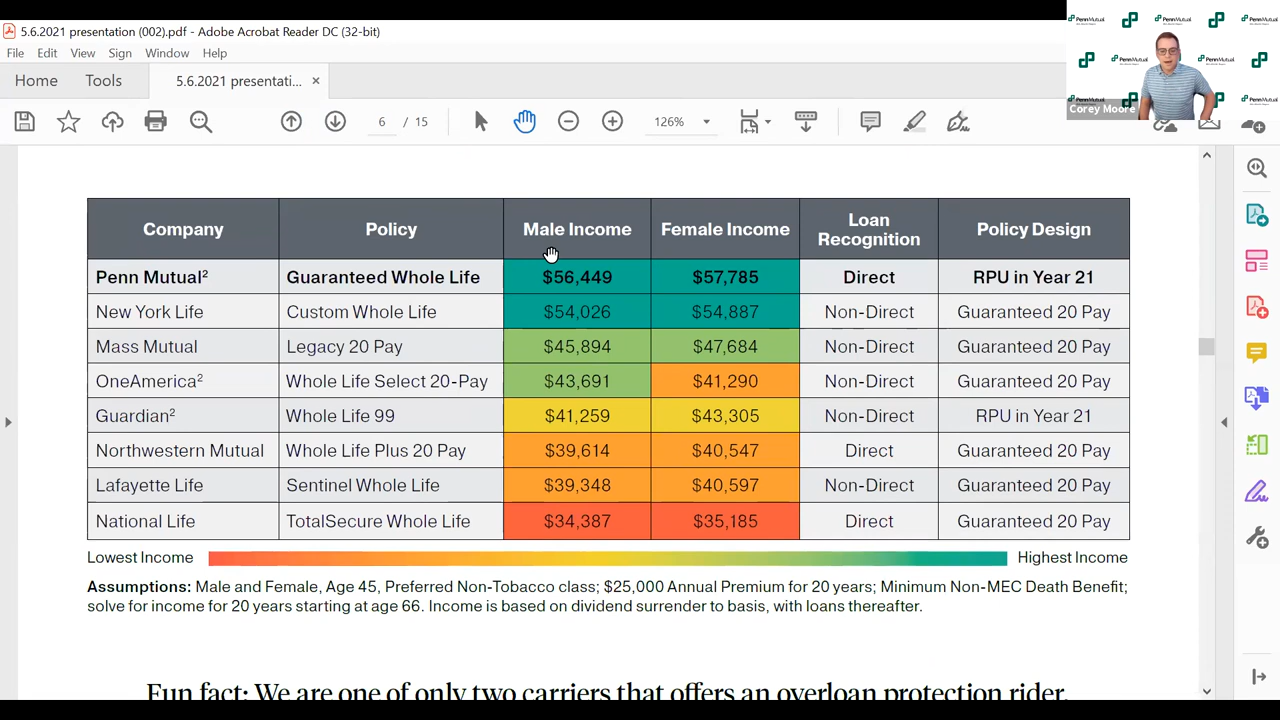 5.6.2021 presentation (002).pdf - Adobe Acrobat Reader DC (32-bit)
File Edit View Sign Window Help
Home Tools 5.6.2021 presentati... ×
6 / 15 126%
PennMutual
Corey Moore
Company Policy Male Income Female Income Loan Recognition Policy Design
Penn Mutual² Guaranteed Whole Life $56,449 $57,785 Direct RPU in Year 21
New York Life Custom Whole Life $54,026 $54,887 Non-Direct Guaranteed 20 Pay
Mass Mutual Legacy 20 Pay $45,894 $47,684 Non-Direct Guaranteed 20 Pay
OneAmerica² Whole Life Select 20-Pay $43,691 $41,290 Non-Direct Guaranteed 20 Pay
Guardian² Whole Life 99 $41,259 $43,305 Non-Direct RPU in Year 21
Northwestern Mutual Whole Life Plus 20 Pay $39,614 $40,547 Direct Guaranteed 20 Pay
Lafayette Life Sentinel Whole Life $39,348 $40,597 Non-Direct Guaranteed 20 Pay
National Life TotalSecure Whole Life $34,387 $35,185 Direct Guaranteed 20 Pay
Lowest Income Highest Income
Assumptions: Male and Female, Age 45, Preferred Non-Tobacco class; $25,000 Annual Premium for 20 years; Minimum Non-MEC Death Benefit;
solve for income for 20 years starting at age 66. Income is based on dividend surrender to basis, with loans thereafter.
Fun fact: We are one of only two carriers that offers an overloan protection rider.